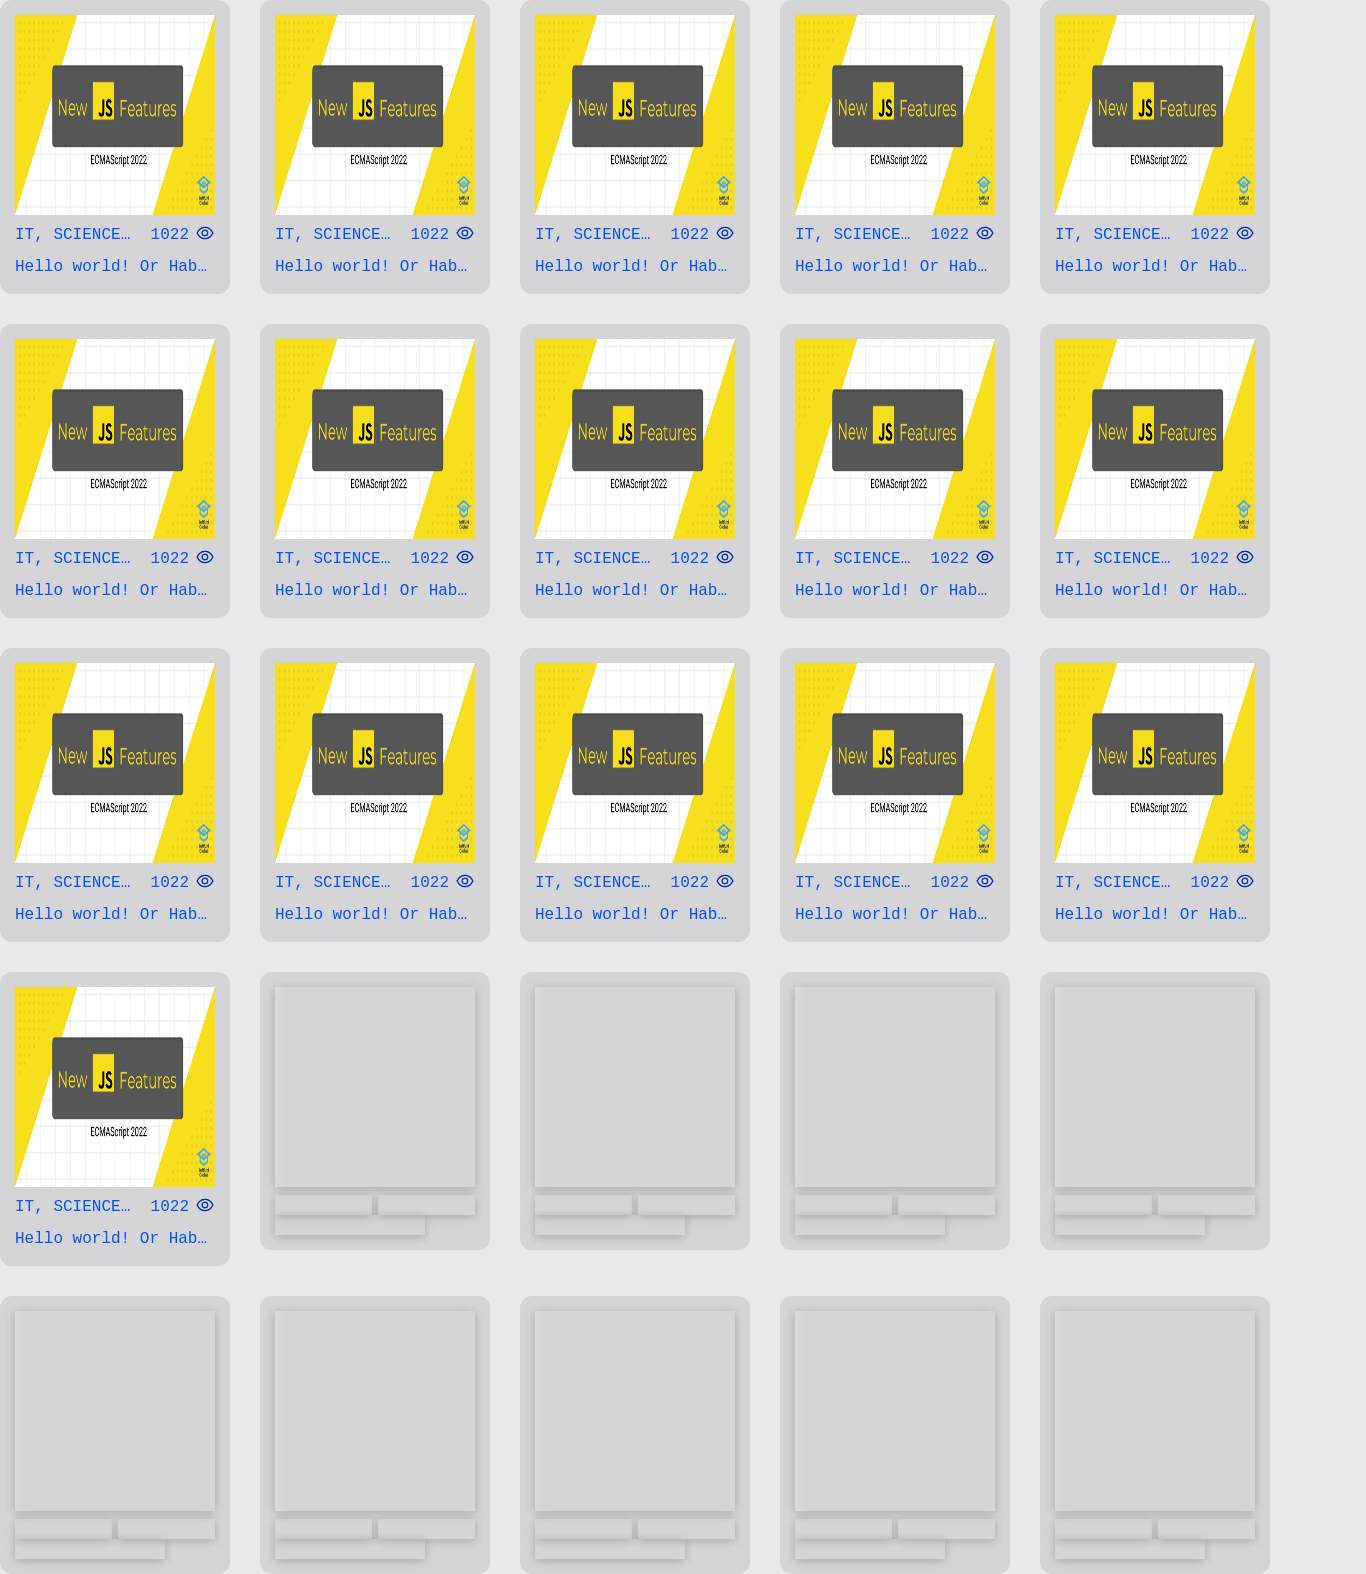 New JS Features
ECMAScript 2022
IT, SCIENCE… 1022
Hello world! Or Hab…
New JS Features
ECMAScript 2022
IT, SCIENCE… 1022
Hello world! Or Hab…
New JS Features
ECMAScript 2022
IT, SCIENCE… 1022
Hello world! Or Hab…
New JS Features
ECMAScript 2022
IT, SCIENCE… 1022
Hello world! Or Hab…
New JS Features
ECMAScript 2022
IT, SCIENCE… 1022
Hello world! Or Hab…
New JS Features
ECMAScript 2022
IT, SCIENCE… 1022
Hello world! Or Hab…
New JS Features
ECMAScript 2022
IT, SCIENCE… 1022
Hello world! Or Hab…
New JS Features
ECMAScript 2022
IT, SCIENCE… 1022
Hello world! Or Hab…
New JS Features
ECMAScript 2022
IT, SCIENCE… 1022
Hello world! Or Hab…
New JS Features
ECMAScript 2022
IT, SCIENCE… 1022
Hello world! Or Hab…
New JS Features
ECMAScript 2022
IT, SCIENCE… 1022
Hello world! Or Hab…
New JS Features
ECMAScript 2022
IT, SCIENCE… 1022
Hello world! Or Hab…
New JS Features
ECMAScript 2022
IT, SCIENCE… 1022
Hello world! Or Hab…
New JS Features
ECMAScript 2022
IT, SCIENCE… 1022
Hello world! Or Hab…
New JS Features
ECMAScript 2022
IT, SCIENCE… 1022
Hello world! Or Hab…
New JS Features
ECMAScript 2022
IT, SCIENCE… 1022
Hello world! Or Hab…